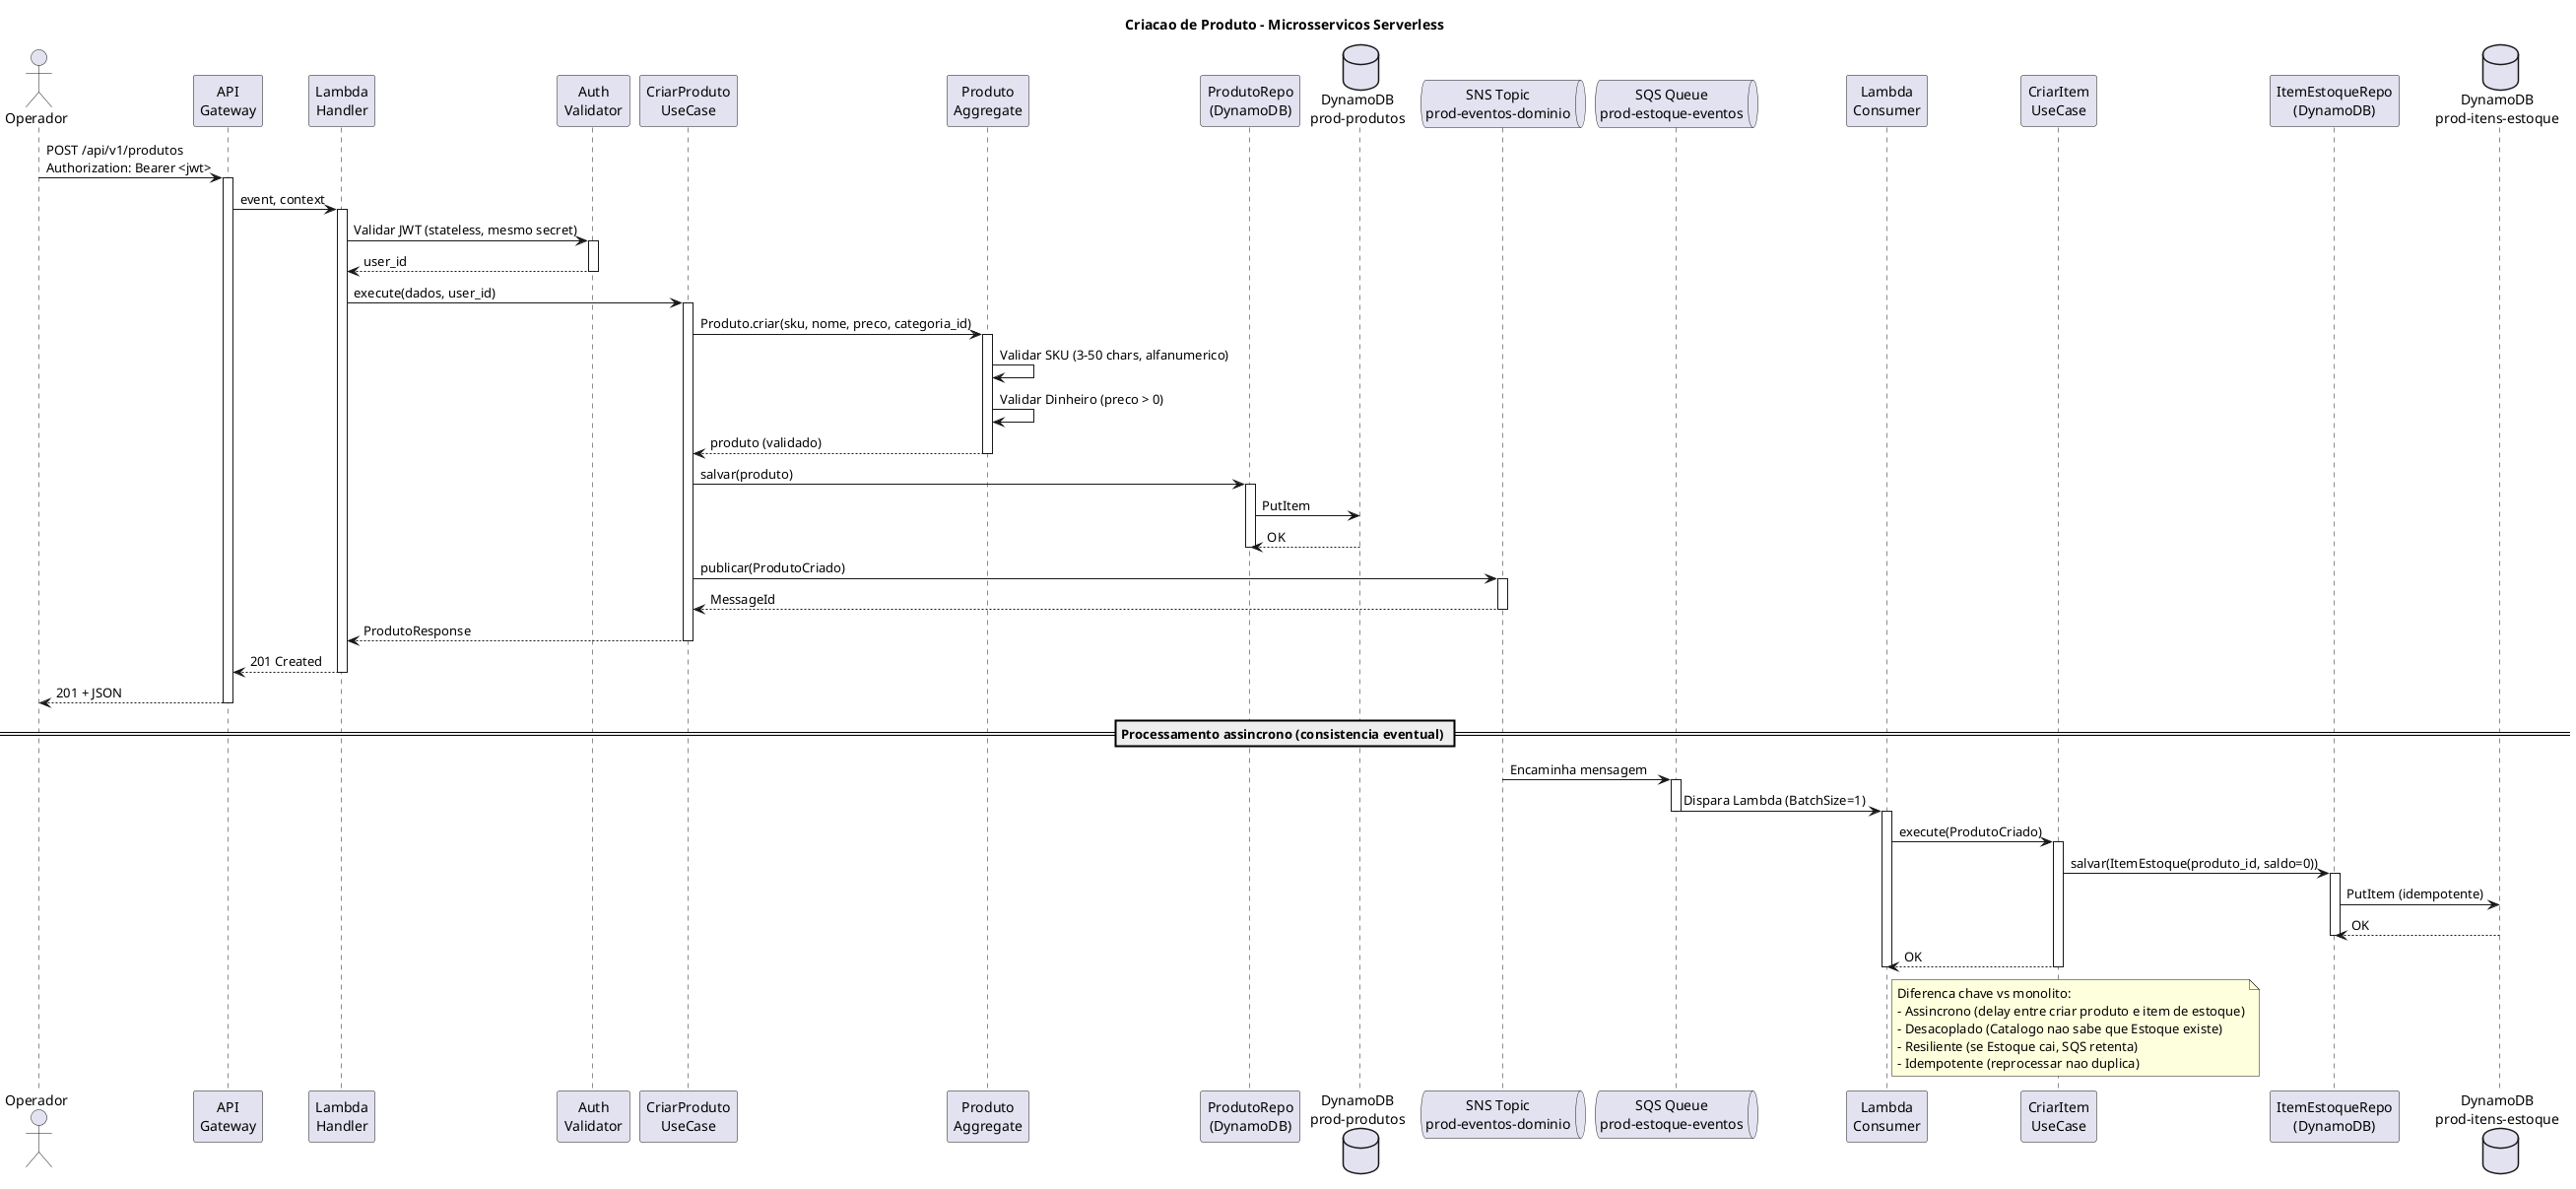 Criacao de Produto - Microsservicos Serverless
Operador
API
Gateway
Lambda
Handler
Auth
Validator
CriarProduto
UseCase
Produto
Aggregate
ProdutoRepo
(DynamoDB)
DynamoDB
prod-produtos
SNS Topic
prod-eventos-dominio
SQS Queue
prod-estoque-eventos
Lambda
Consumer
CriarItem
UseCase
ItemEstoqueRepo
(DynamoDB)
DynamoDB
prod-itens-estoque
POST /api/v1/produtos
Authorization: Bearer <jwt>
event, context
Validar JWT (stateless, mesmo secret)
user_id
execute(dados, user_id)
Produto.criar(sku, nome, preco, categoria_id)
Validar SKU (3-50 chars, alfanumerico)
Validar Dinheiro (preco > 0)
produto (validado)
salvar(produto)
PutItem
OK
publicar(ProdutoCriado)
MessageId
ProdutoResponse
201 Created
201 + JSON
Processamento assincrono (consistencia eventual)
Encaminha mensagem
Dispara Lambda (BatchSize=1)
execute(ProdutoCriado)
salvar(ItemEstoque(produto_id, saldo=0))
PutItem (idempotente)
OK
OK
Diferenca chave vs monolito:
- Assincrono (delay entre criar produto e item de estoque)
- Desacoplado (Catalogo nao sabe que Estoque existe)
- Resiliente (se Estoque cai, SQS retenta)
- Idempotente (reprocessar nao duplica)
Operador
API
Gateway
Lambda
Handler
Auth
Validator
CriarProduto
UseCase
Produto
Aggregate
ProdutoRepo
(DynamoDB)
DynamoDB
prod-produtos
SNS Topic
prod-eventos-dominio
SQS Queue
prod-estoque-eventos
Lambda
Consumer
CriarItem
UseCase
ItemEstoqueRepo
(DynamoDB)
DynamoDB
prod-itens-estoque